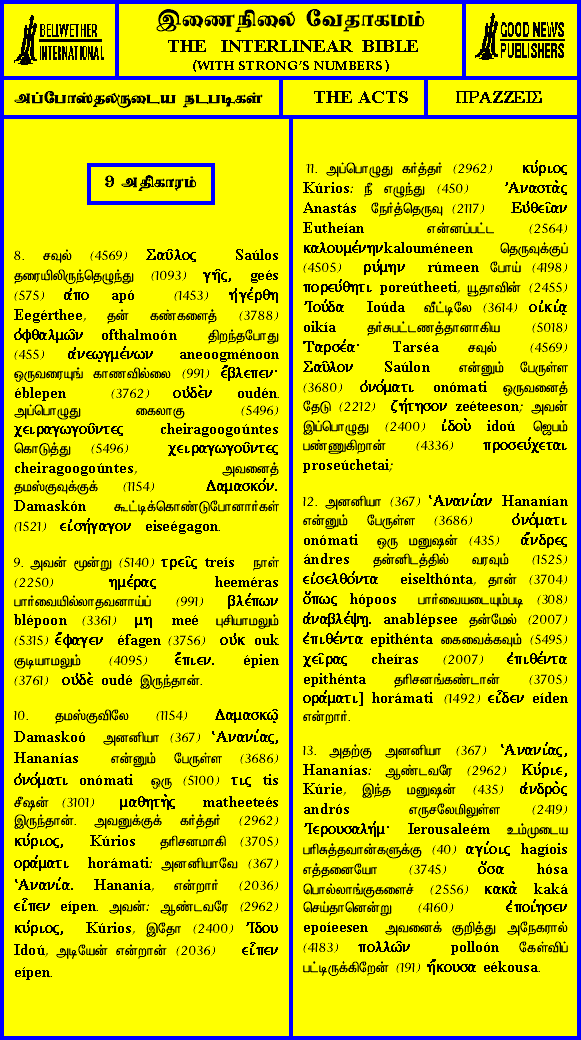 BELLWETHER
INTERNATIONAL
இணைநிலை வேதாகமம்
THE INTERLINEAR BIBLE
(WITH STRONG'S NUMBERS)
GOOD NEWS
PUBLISHERS
அப்போஸ்தலருடைய நடபடிகள்
THE ACTS
ΠΡΑΖΖΕΙΣ
9 அதிகாரம்
8. சவுல் (4569) Σαῦλος Saúlos
தரையிலிருந்தெழுந்து (1093) γῆς, geés
(575) ἀπο apó (1453) ἠγέρθη
Eegérthee, தன் கண்களைத் (3788)
ὀφθαλμῶν ofthalmoón திறந்தபோது
(455) ἀνεῳγμένων aneoogménoon
ஒருவரையுங் காணவில்லை (991) ἔβλεπεν·
éblepen (3762) οὐδὲν oudén.
அப்பொழுது கைலாகு (5496)
χειραγωγοῦντες cheiragoogoúntes
கொடுத்து (5496) χειραγωγοῦντες
cheiragoogoúntes, அவனைத்
தமஸ்குவுக்குக் (1154) Δαμασκόν.
Damaskón கூட்டிக்கொண்டுபோனார்கள்
(1521) εἰσήγαγον eiseégagon.
9. அவன் மூன்று (5140) τρεῖς treís நாள்
(2250) ημέρας heeméras
பார்வையில்லாதவனாய்ப் (991) βλέπων
blépoon (3361) μη meé புசியாமலும்
(5315) ἔφαγεν éfagen (3756) οὐκ ouk
குடியாமலும் (4095) ἔπιεν. épien
(3761) οὐδὲ oudé இருந்தான்.
10. தமஸ்குவிலே (1154) Δαμασκῷ
Damaskoó அனனியா (367) Ἁνανίας,
Hananías என்னும் பேருள்ள (3686)
ὀνόματι onómati ஒரு (5100) τις tis
சீஷன் (3101) μαθητὴς matheeteés
இருந்தான். அவனுக்குக் கர்த்தர் (2962)
κύριος, Kúrios தரிசனமாகி (3705)
οράματι horámati: அனனியாவே (367)
Ἁνανία. Hananía, என்றார் (2036)
εἶπεν eípen. அவன்: ஆண்டவரே (2962)
κύριος, Kúrios, இதோ (2400) Ἰδου
Idoú, அடியேன் என்றான் (2036) εἶπεν
eípen.
11. அப்பொழுது கர்த்தர் (2962) κύριος
Kúrios: நீ எழுந்து (450) Ἀναστὰς
Anastás நேர்த்தெருவு (2117) Εὐθεῖαν
Eutheían என்னப்பட்ட (2564)
καλουμένηνkalouméneen தெருவுக்குப்
(4505) ρύμην rúmeen போய் (4198)
πορεύθητι poreútheeti, யூதாவின் (2455)
Ἰούδα Ioúda வீட்டிலே (3614) οἰκίᾳ
oikía தர்சுபட்டணத்தானாகிய (5018)
Ταρσέα· Tarséa சவுல் (4569)
Σαῦλον Saúlon என்னும் பேருள்ள
(3680) ὀνόματι onómati ஒருவனைத்
தேடு (2212) ζήτησον zeéteeson; அவன்
இப்பொழுது (2400) ἰδοὺ idoú ஜெபம்
பண்ணுகிறான் (4336) προσεύχεται
proseúchetai;
12. அனனியா (367) Ἁνανίαν Hananían
என்னும் பேருள்ள (3686) ὀνόματι
onómati ஒரு மனுஷன் (435) ἄνδρες
ándres தன்னிடத்தில் வரவும் (1525)
εἰσελθόντα eiselthónta, தான் (3704)
ὅπως hópoos பார்வையடையும்படி (308)
ἀναβλέψῃ. anablépsee தன்மேல் (2007)
ἐπιθέντα epithénta கைவைக்கவும் (5495)
χεῖρας cheíras (2007) ἐπιθέντα
epithénta தரிசனங்கண்டான் (3705)
οράματι] horámati (1492) εἶδεν eíden
என்றார்.
13. அதற்கு அனனியா (367) Ἁνανίας,
Hananías: ஆண்டவரே (2962) Κύριε,
Kúrie, இந்த மனுஷன் (435) ἀνδρὸς
andrós எருசலேமிலுள்ள (2419)
Ἰερουσαλήμ· Ierousaleém உம்முடைய
பரிசுத்தவான்களுக்கு (40) αγίοις hagíois
எத்தனையோ (3745) ὅσα hósa
பொல்லாங்குகளைச் (2556) κακὰ kaká
செய்தானென்று (4160) ἐποίησεν
epoíeesen அவனைக் குறித்து அநேகரால்
(4183) πολλῶν polloón கேள்விப்
பட்டிருக்கிறேன் (191) ἤκουσα eékousa.